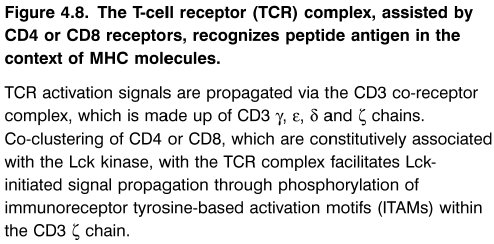 Figure 4.8. The T-cell receptor (TCR) complex, assisted by
CD4 or CD8 receptors, recognizes peptide antigen in the
context of MHC molecules.
TCR activation signals are propagated via the CD3 co-receptor
complex, which is made up of CD3 γ, ε, δ and ζ chains.
Co-clustering of CD4 or CD8, which are constitutively associated
with the Lck kinase, with the TCR complex facilitates Lck-
initiated signal propagation through phosphorylation of
immunoreceptor tyrosine-based activation motifs (ITAMs) within
the CD3 ζ chain.